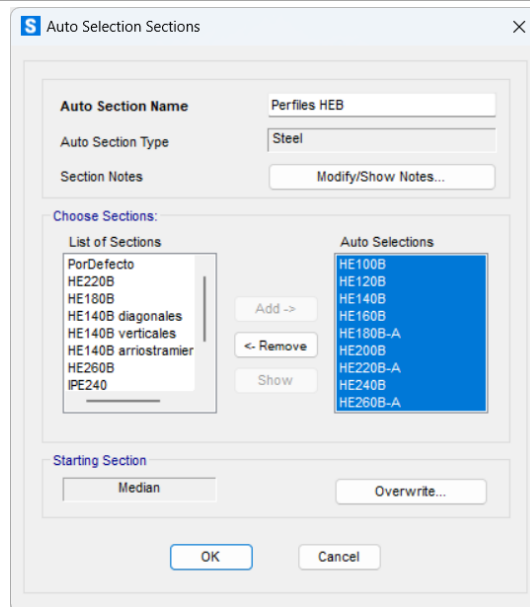 S Auto Selection Sections
Auto Section Name Perfiles HEB
Auto Section Type Steel
Section Notes Modify/Show Notes...
Choose Sections:
List of Sections
PorDefecto
HE220B
HE180B
HE140B diagonales
HE140B verticales
HE140B arriostramier
HE260B
IPE240
Add ->
<- Remove
Show
Auto Selections
HE100B
HE120B
HE140B
HE160B
HE180B-A
HE200B
HE220B-A
HE240B
HE260B-A
Starting Section
Median Overwrite...
OK Cancel